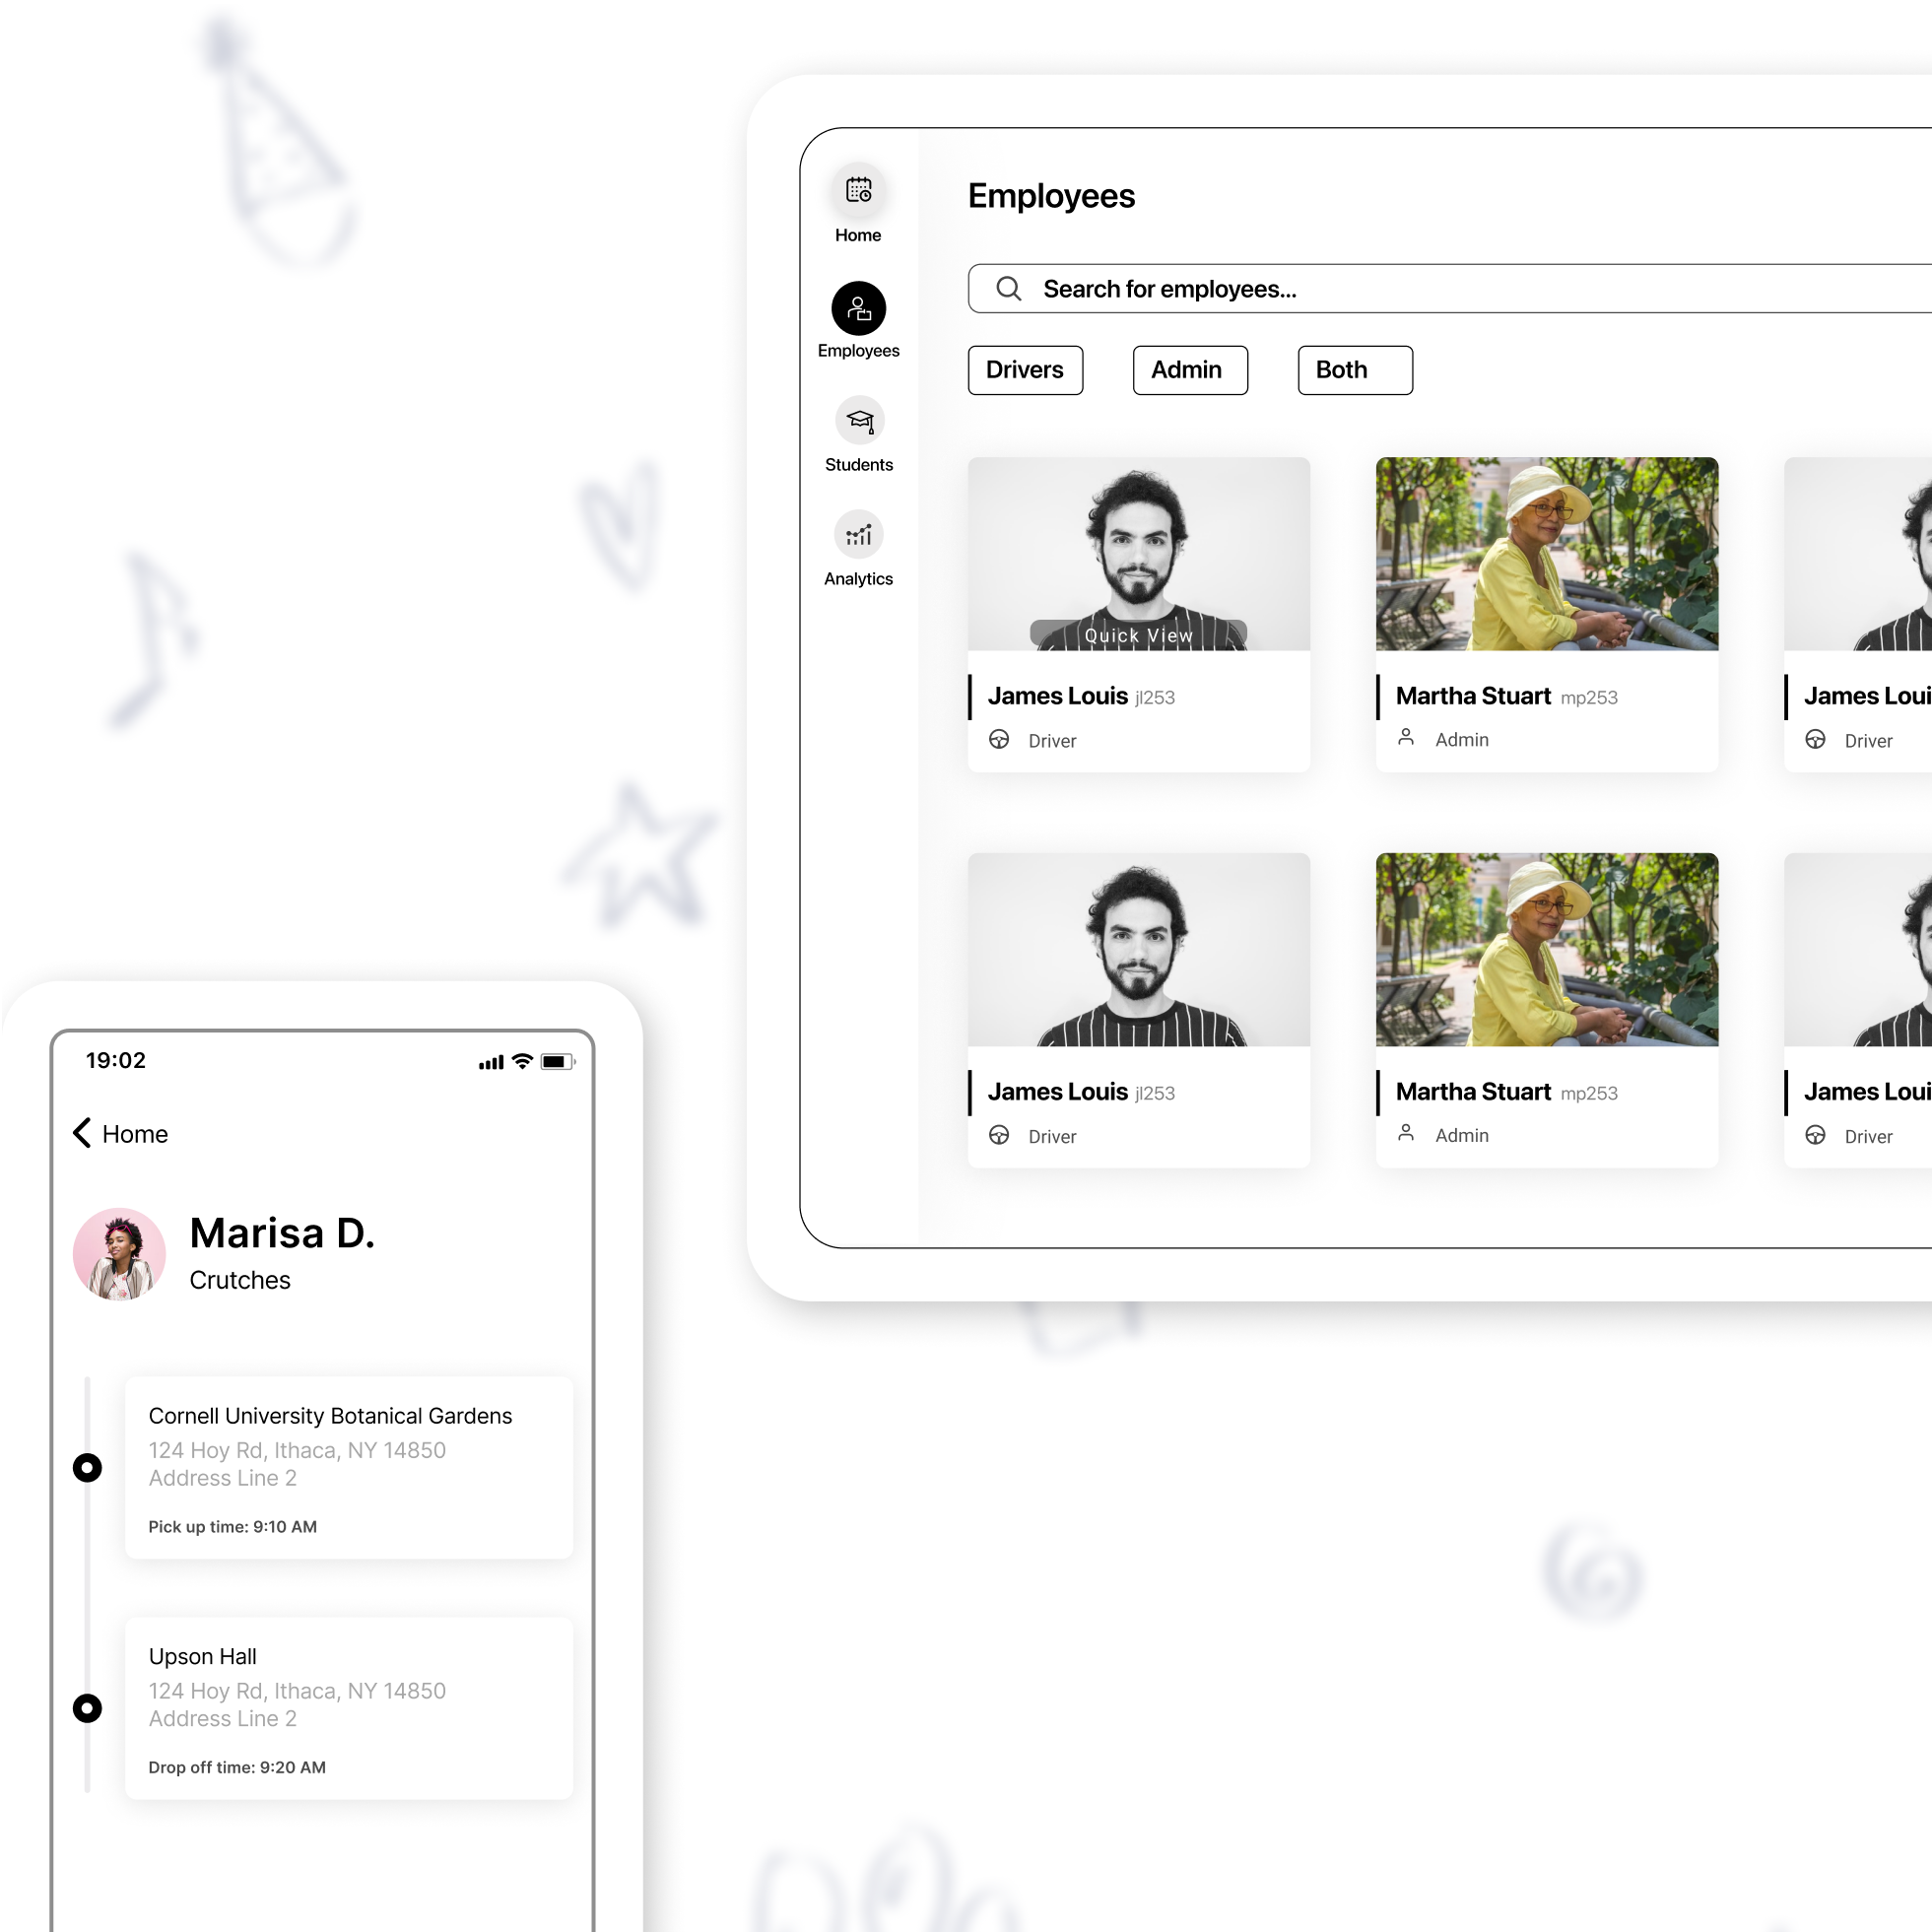 Home
Employees
Students
Analytics
Employees
Search for employees...
Drivers
Admin
Both
Quick View
James Louis jl253
Driver
Martha Stuart mp253
Admin
James Loui
Driver
James Louis jl253
Driver
Martha Stuart mp253
Admin
James Loui
Driver
19:02
Home
Marisa D.
Crutches
Cornell University Botanical Gardens
124 Hoy Rd, Ithaca, NY 14850
Address Line 2
Pick up time: 9:10 AM
Upson Hall
124 Hoy Rd, Ithaca, NY 14850
Address Line 2
Drop off time: 9:20 AM